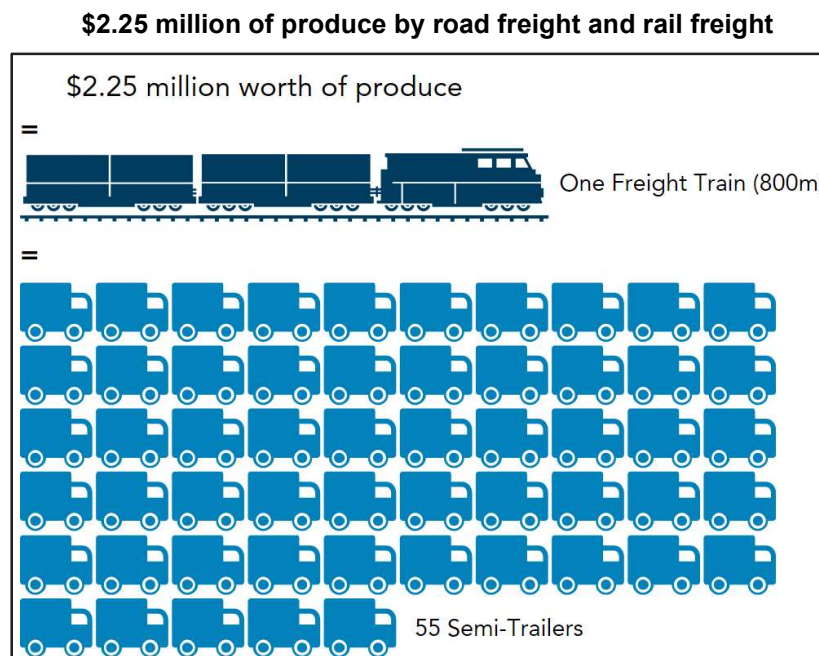 $2.25 million of produce by road freight and rail freight
$2.25 million worth of produce
=
One Freight Train (800m
=
55 Semi-Trailers